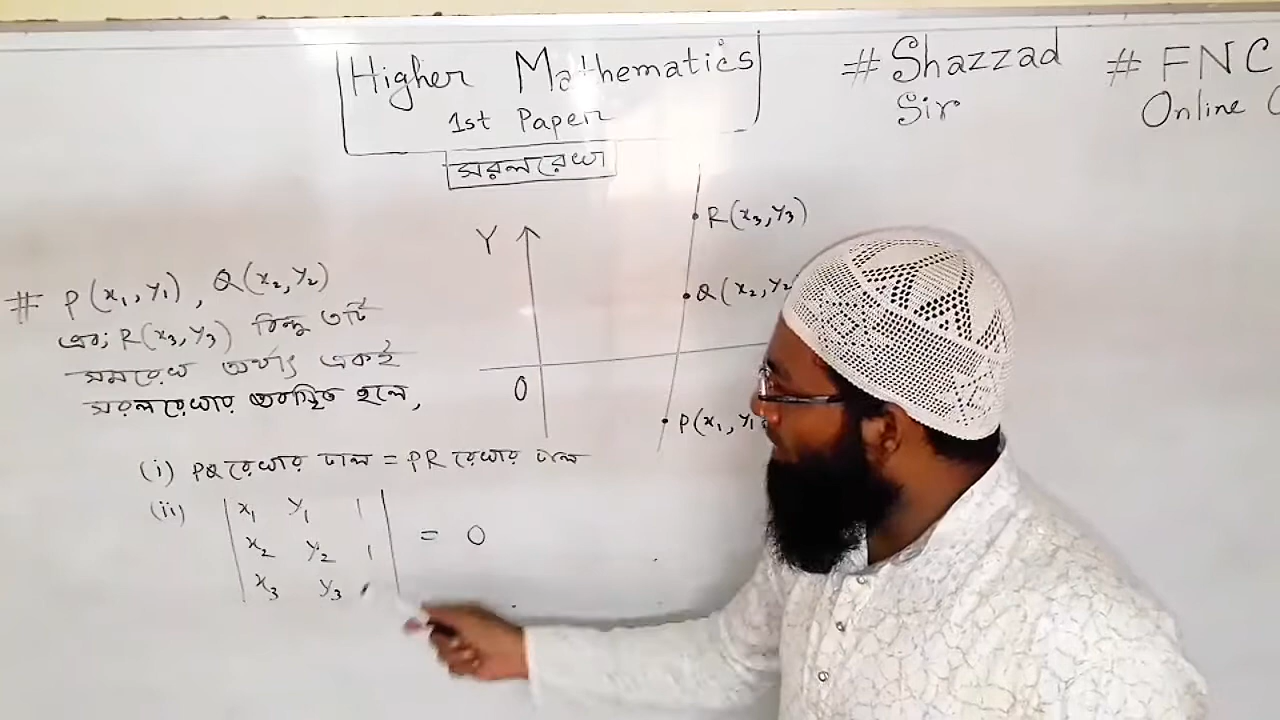 Higher Mathematics
1st Paper
সরলরেখা
#Shazzad
Sir
# FNC
Online
# P(x₁,y₁), Q(x₂,y₂)
এবং R(x₃,y₃) বিন্দু ৩টি
সমরেখ অর্থাৎ একই
সরলরেখায় অবস্থিত হলে,
(i) PQ রেখার ঢাল = PR রেখার ঢাল
(ii) | x₁ y₁ 1 |
| x₂ y₂ 1 | = 0
| x₃ y₃
Y
R(x₃,y₃)
Q(x₂,y₂
O
P(x₁,y₁